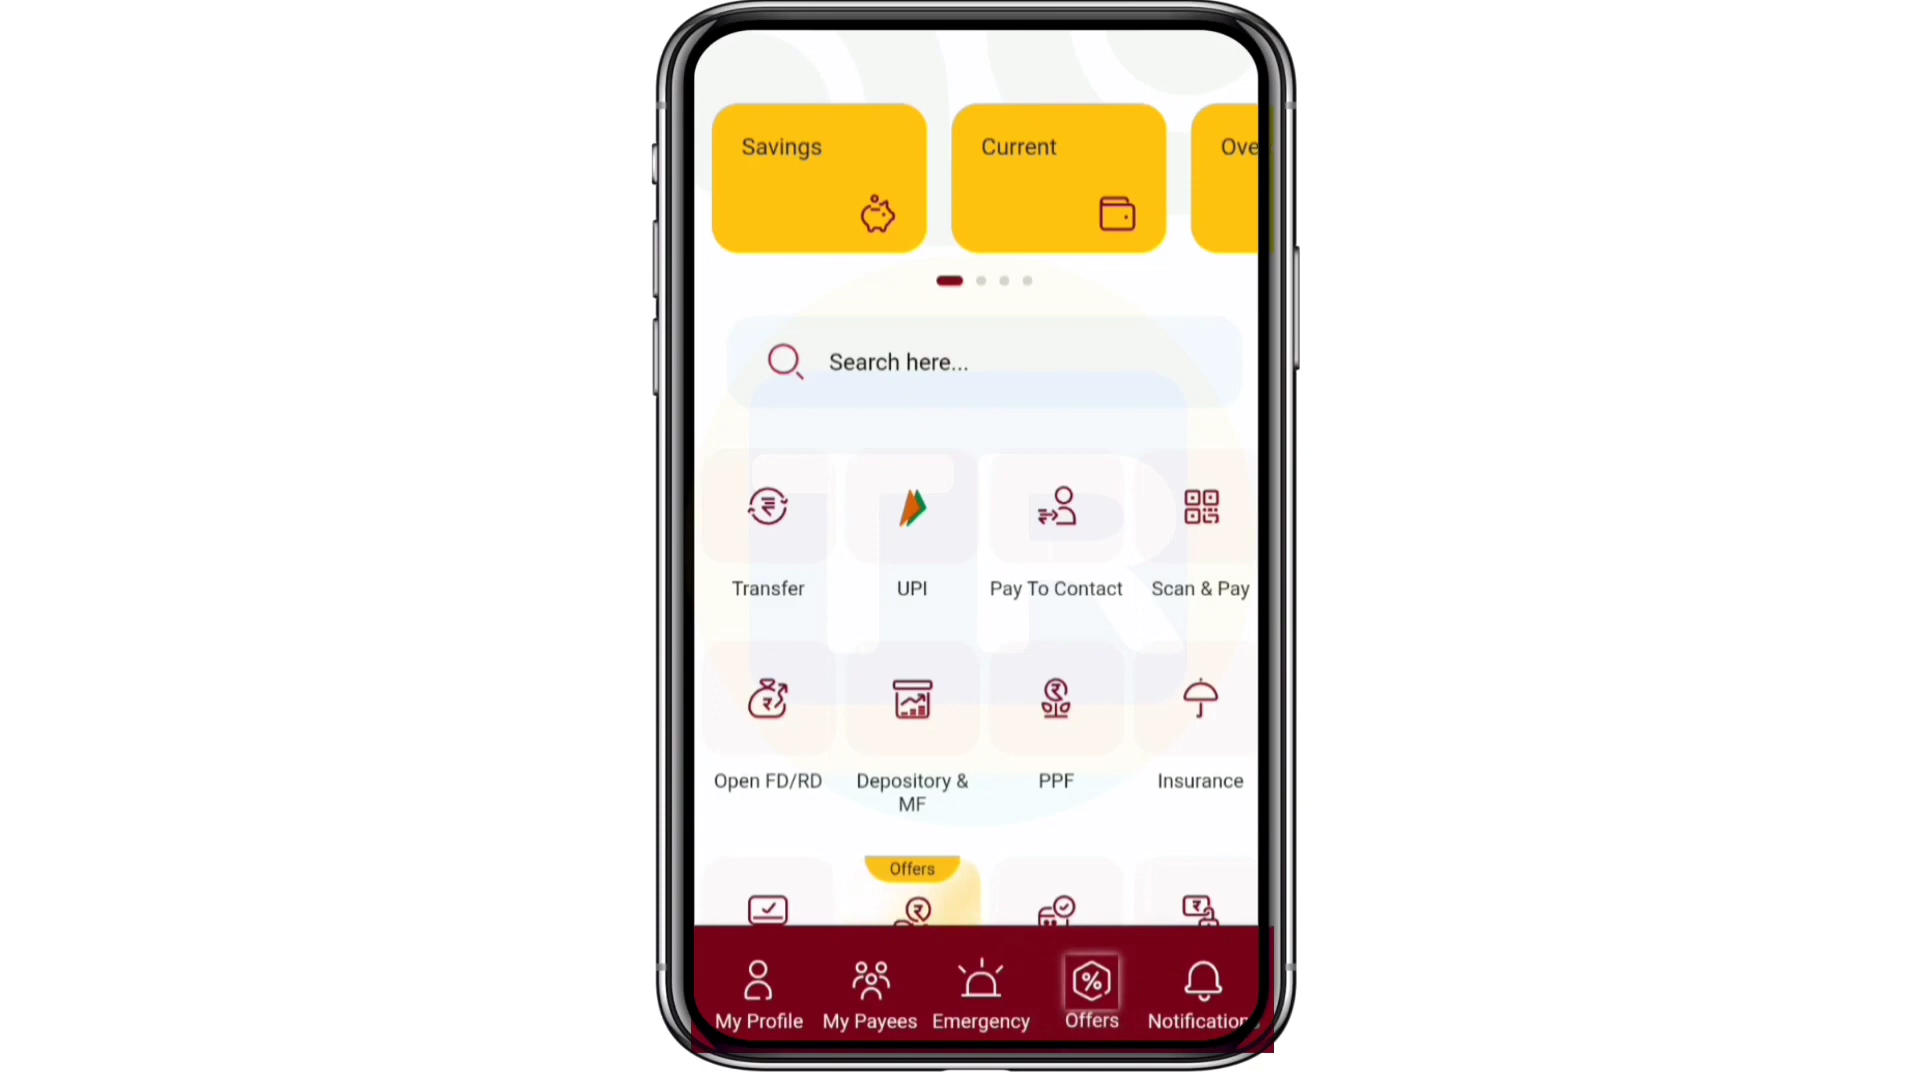 Savings
Current
Ove
Search here...
TR
Transfer
UPI
Pay To Contact
Scan & Pay
Open FD/RD
Depository &
MF
PPF
Insurance
Offers
My Profile
My Payees
Emergency
Offers
Notification